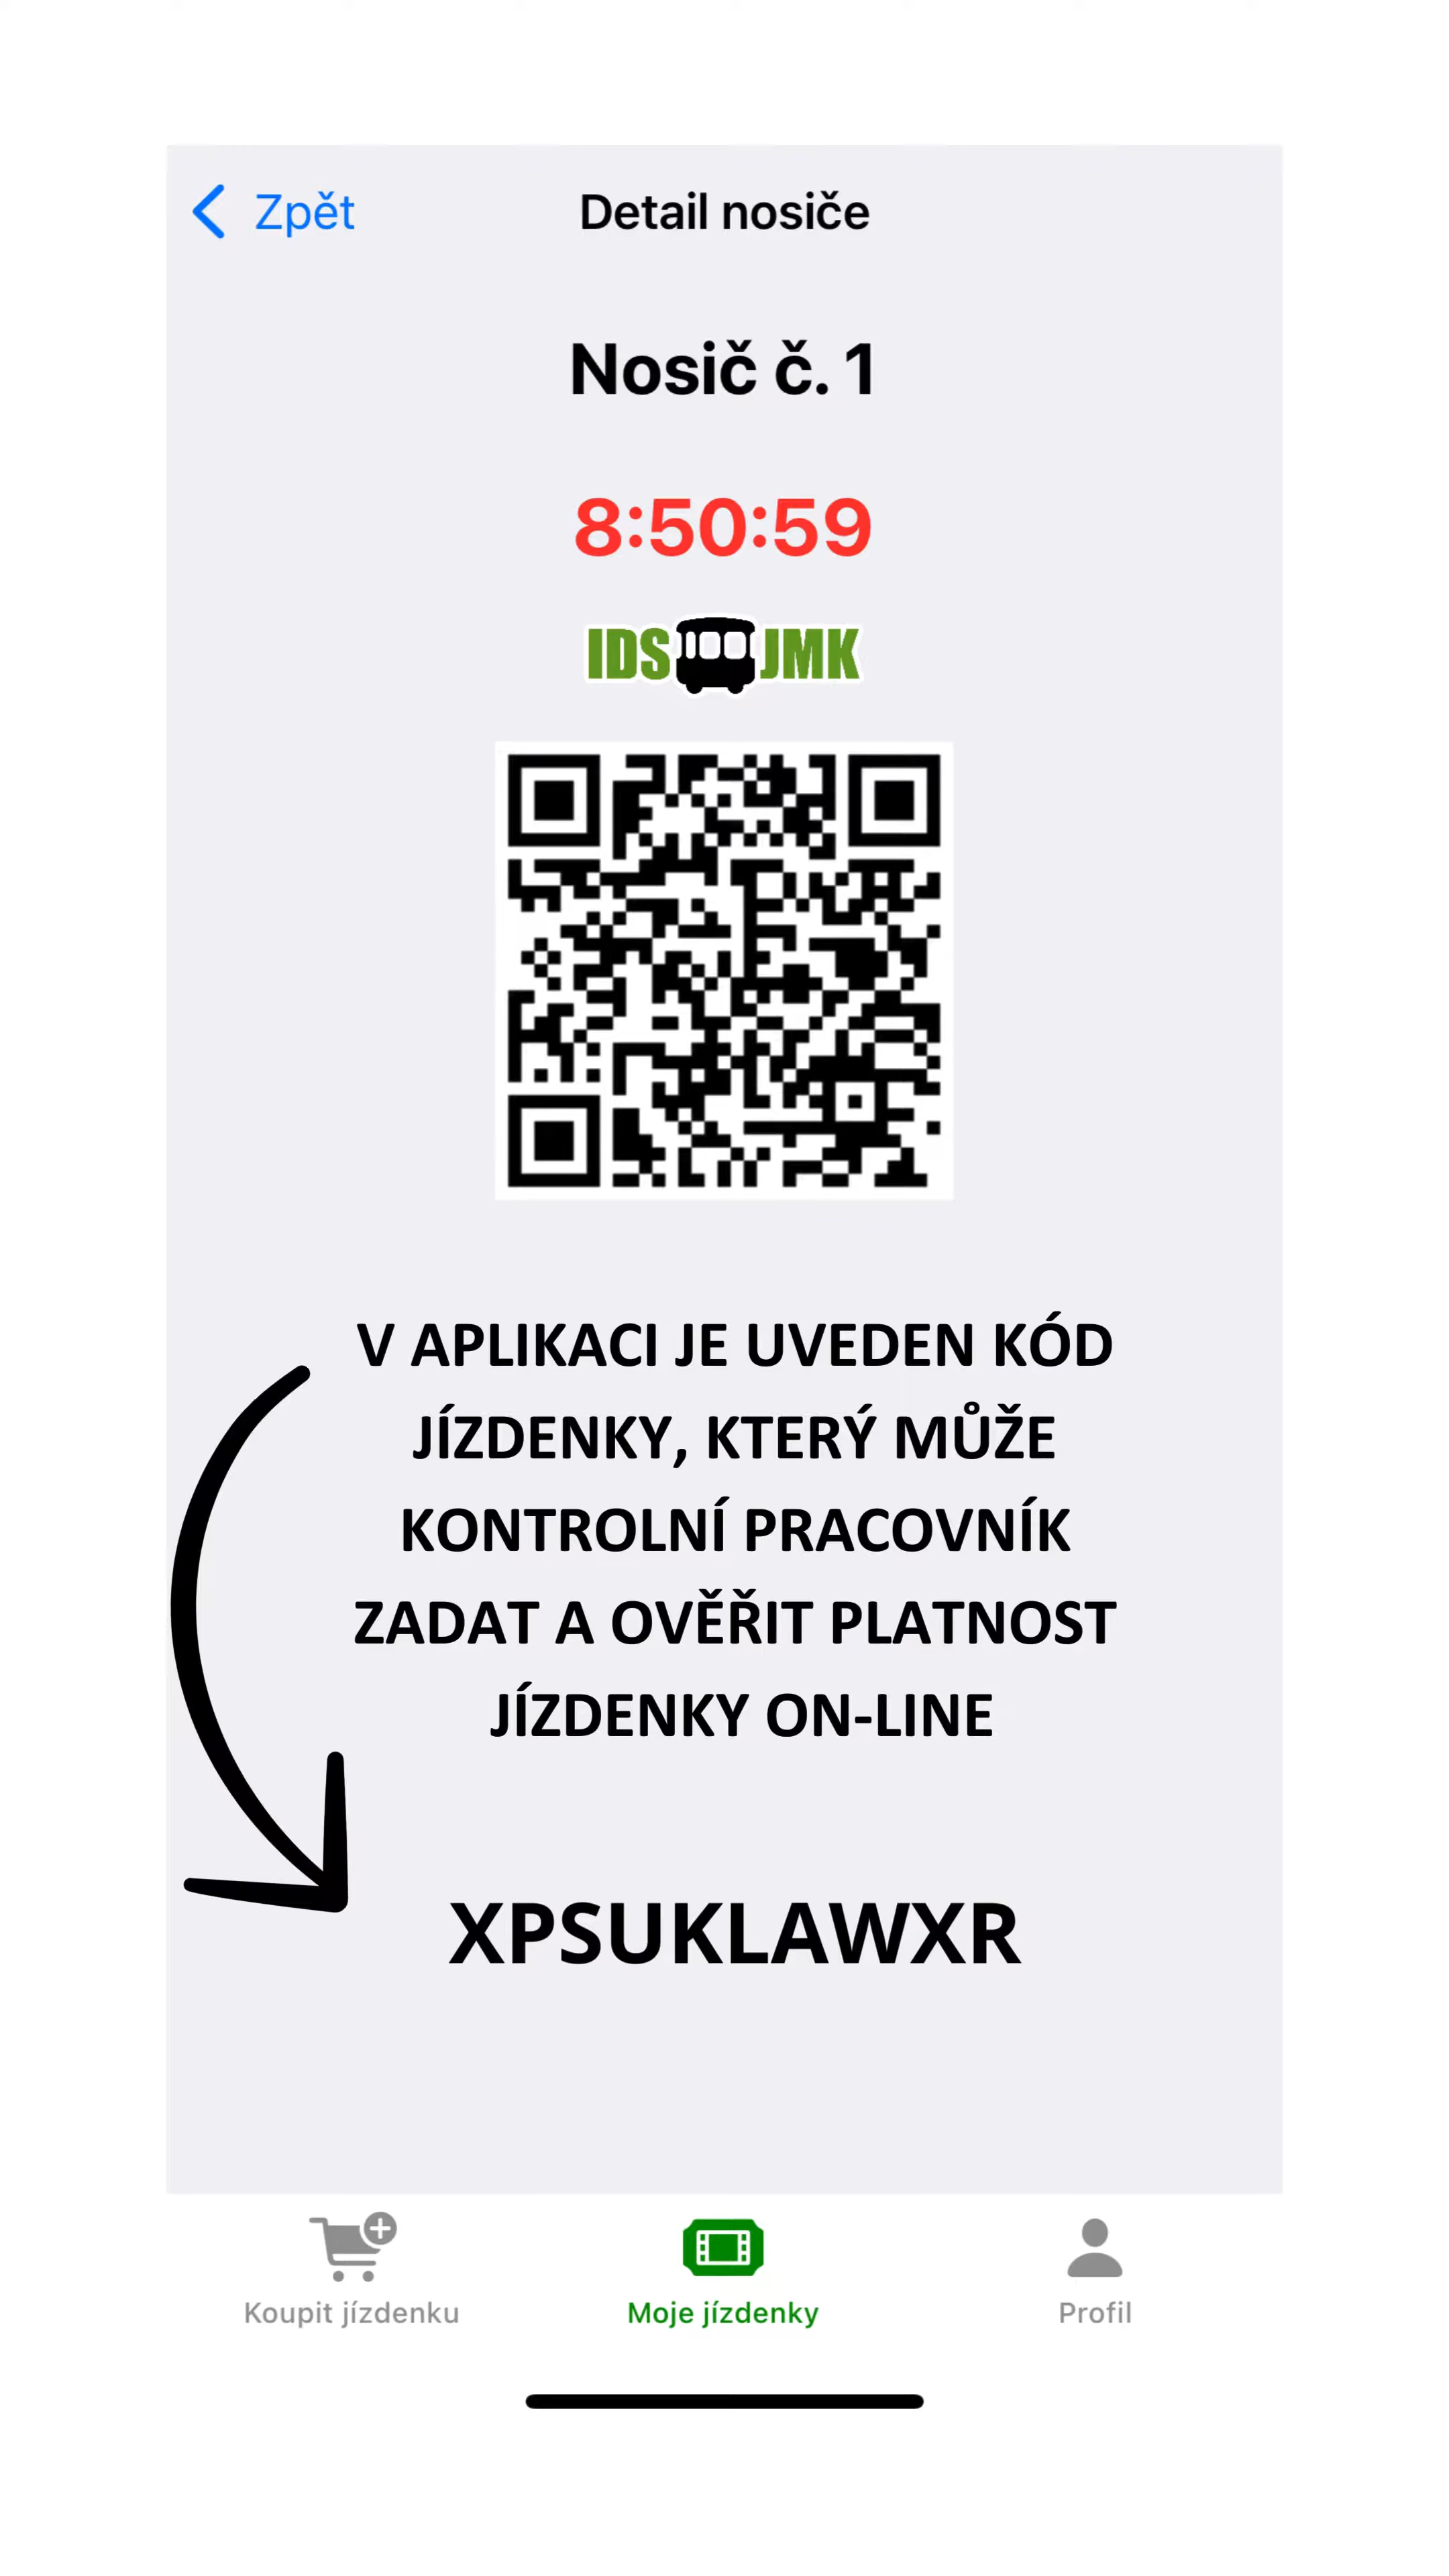 Zpět
Detail nosiče
Nosič č. 1
8:50:59
IDS JMK
V APLIKACI JE UVEDEN KÓD
JÍZDENKY, KTERÝ MŮŽE
KONTROLNÍ PRACOVNÍK
ZADAT A OVĚŘIT PLATNOST
JÍZDENKY ON-LINE
XPSUKLAWXR
Koupit jízdenku
Moje jízdenky
Profil